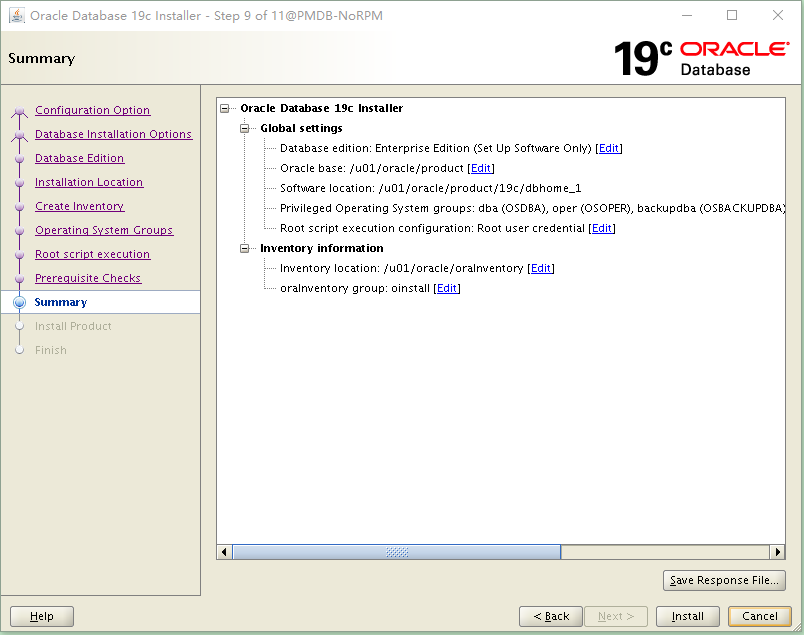 Oracle Database 19c Installer - Step 9 of 11@PMDB-NoRPM
Summary
19c ORACLE
Database
Configuration Option
Database Installation Options
Database Edition
Installation Location
Create Inventory
Operating System Groups
Root script execution
Prerequisite Checks
Summary
Install Product
Finish
Oracle Database 19c Installer
Global settings
Database edition: Enterprise Edition (Set Up Software Only) [Edit]
Oracle base: /u01/oracle/product [Edit]
Software location: /u01/oracle/product/19c/dbhome_1
Privileged Operating System groups: dba (OSDBA), oper (OSOPER), backupdba (OSBACKUPDBA)
Root script execution configuration: Root user credential [Edit]
Inventory information
Inventory location: /u01/oracle/oraInventory [Edit]
oraInventory group: oinstall [Edit]
Save Response File...
Help
< Back
Next >
Install
Cancel